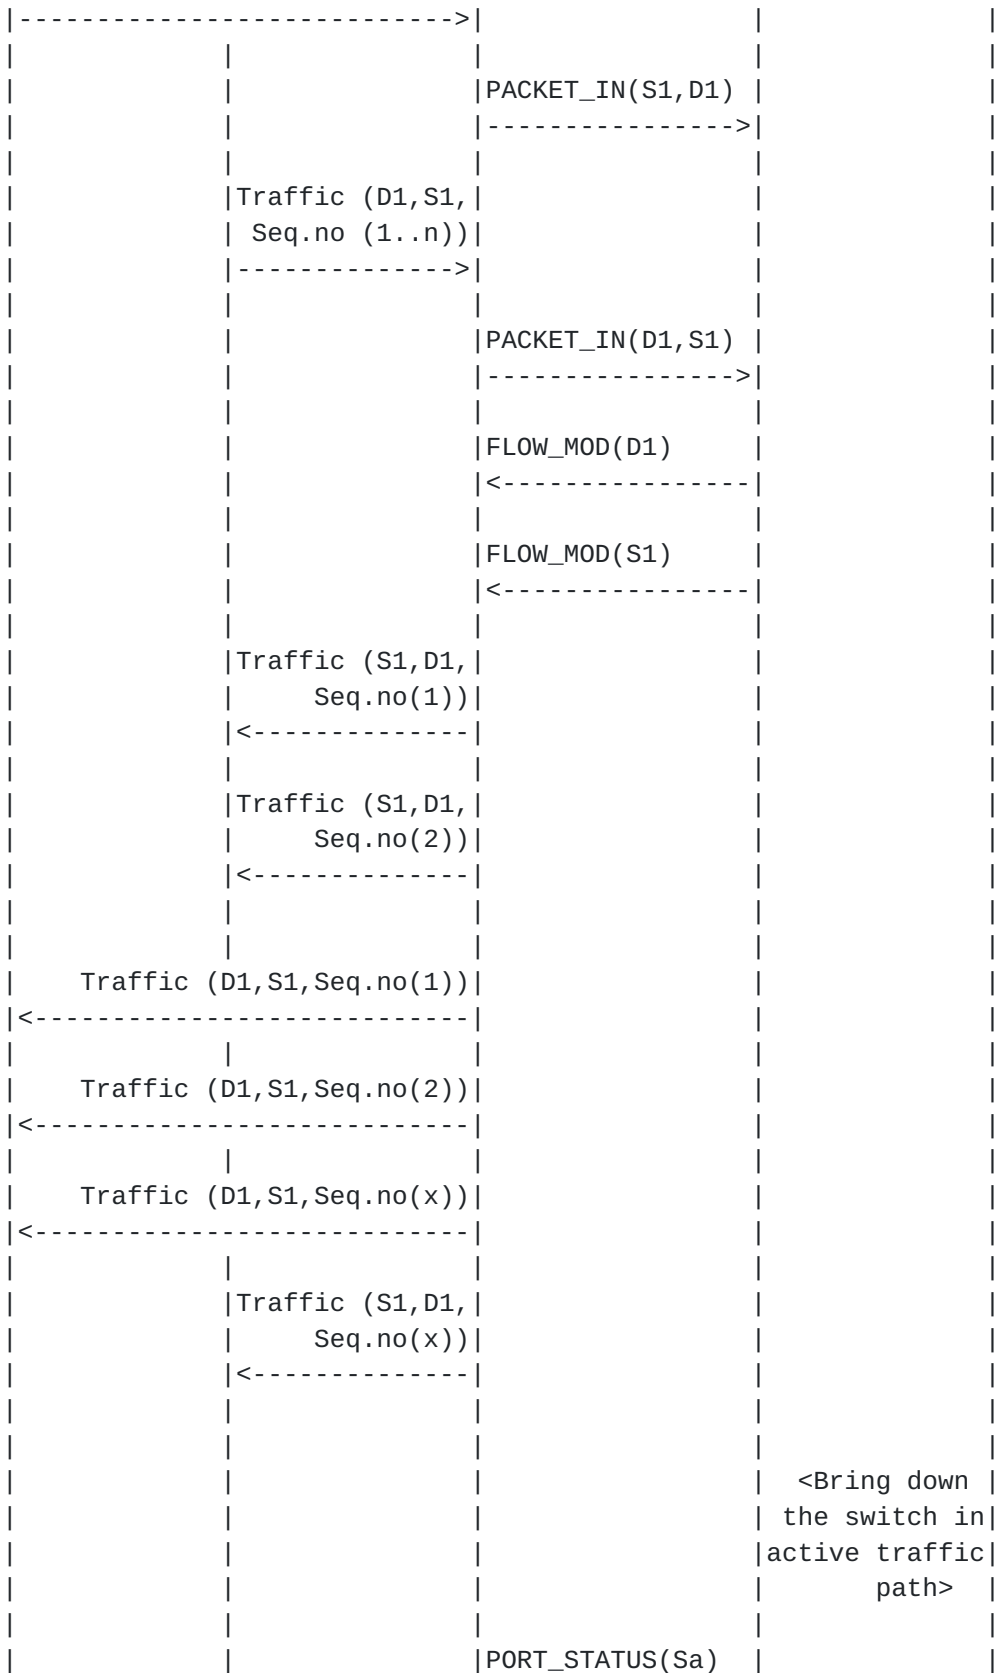 |---------------------------->|                 |              |
|             |               |                 |              |
|             |               |PACKET_IN(S1,D1) |              |
|             |               |---------------->|              |
|             |               |                 |              |
|             |Traffic (D1,S1,|                 |              |
|             | Seq.no (1..n))|                 |              |
|             |-------------->|                 |              |
|             |               |                 |              |
|             |               |PACKET_IN(D1,S1) |              |
|             |               |---------------->|              |
|             |               |                 |              |
|             |               |FLOW_MOD(D1)     |              |
|             |               |<----------------|              |
|             |               |                 |              |
|             |               |FLOW_MOD(S1)     |              |
|             |               |<----------------|              |
|             |               |                 |              |
|             |Traffic (S1,D1,|                 |              |
|             |     Seq.no(1))|                 |              |
|             |<--------------|                 |              |
|             |               |                 |              |
|             |Traffic (S1,D1,|                 |              |
|             |     Seq.no(2))|                 |              |
|             |<--------------|                 |              |
|             |               |                 |              |
|             |               |                 |              |
|    Traffic (D1,S1,Seq.no(1))|                 |              |
|<----------------------------|                 |              |
|             |               |                 |              |
|    Traffic (D1,S1,Seq.no(2))|                 |              |
|<----------------------------|                 |              |
|             |               |                 |              |
|    Traffic (D1,S1,Seq.no(x))|                 |              |
|<----------------------------|                 |              |
|             |               |                 |              |
|             |Traffic (S1,D1,|                 |              |
|             |     Seq.no(x))|                 |              |
|             |<--------------|                 |              |
|             |               |                 |              |
|             |               |                 |              |
|             |               |                 |  <Bring down |
|             |               |                 | the switch in|
|             |               |                 |active traffic|
|             |               |                 |       path>  |
|             |               |                 |              |
|             |               |PORT_STATUS(Sa)  |              |